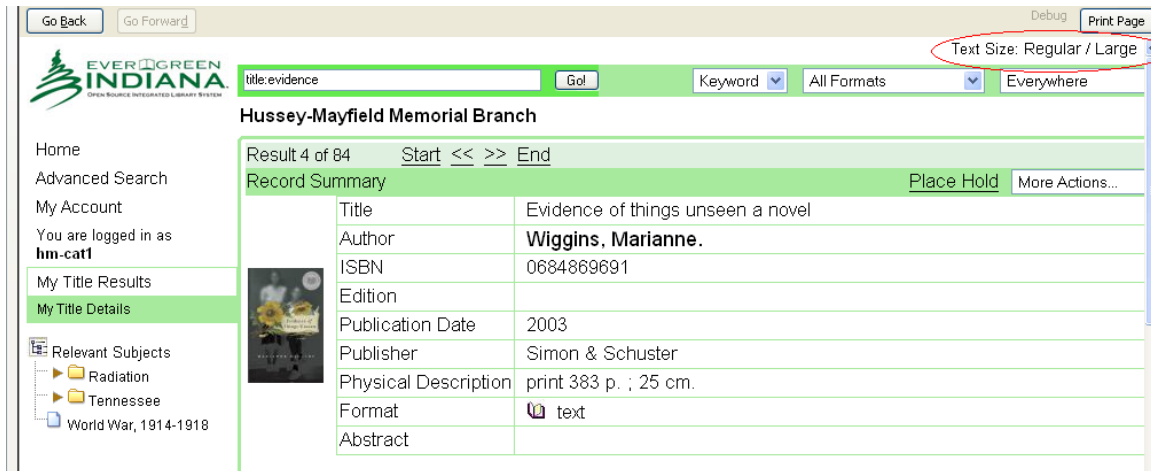 Go Back Go Forward Debug Print Page
Text Size: Regular / Large
EVERGREEN
INDIANA
OPEN SOURCE INTEGRATED LIBRARY SYSTEM
title:evidence Go! Keyword All Formats Everywhere
Hussey-Mayfield Memorial Branch
Home
Advanced Search
My Account
You are logged in as
hm-cat1
My Title Results
My Title Details
Relevant Subjects
Radiation
Tennessee
World War, 1914-1918
Result 4 of 84 Start << >> End
Record Summary Place Hold More Actions...
Title Evidence of things unseen a novel
Author Wiggins, Marianne.
ISBN 0684869691
Edition
Publication Date 2003
Publisher Simon & Schuster
Physical Description print 383 p. ; 25 cm.
Format text
Abstract